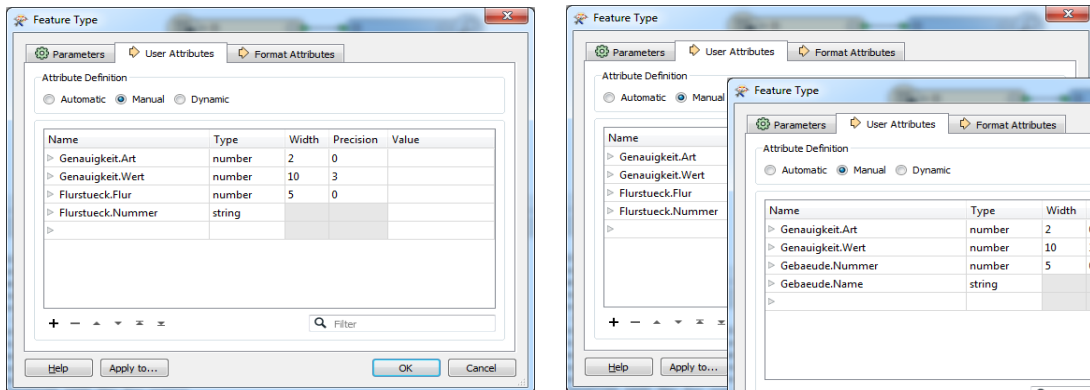 Feature Type
Parameters User Attributes Format Attributes
Attribute Definition
Automatic Manual Dynamic
Name Type Width Precision Value
Genauigkeit.Art number 2 0
Genauigkeit.Wert number 10 3
Flurstueck.Flur number 5 0
Flurstueck.Nummer string
Filter
Help Apply to... OK Cancel
Feature Type
Parameters User Attributes Format Attributes
Attribute Definition
Automatic Manual
Name
Genauigkeit.Art
Genauigkeit.Wert
Flurstueck.Flur
Flurstueck.Nummer
Help Apply to...
Feature Type
Parameters User Attributes Format Attributes
Attribute Definition
Automatic Manual Dynamic
Name Type Width
Genauigkeit.Art number 2
Genauigkeit.Wert number 10
Gebaeude.Nummer number 5
Gebaeude.Name string